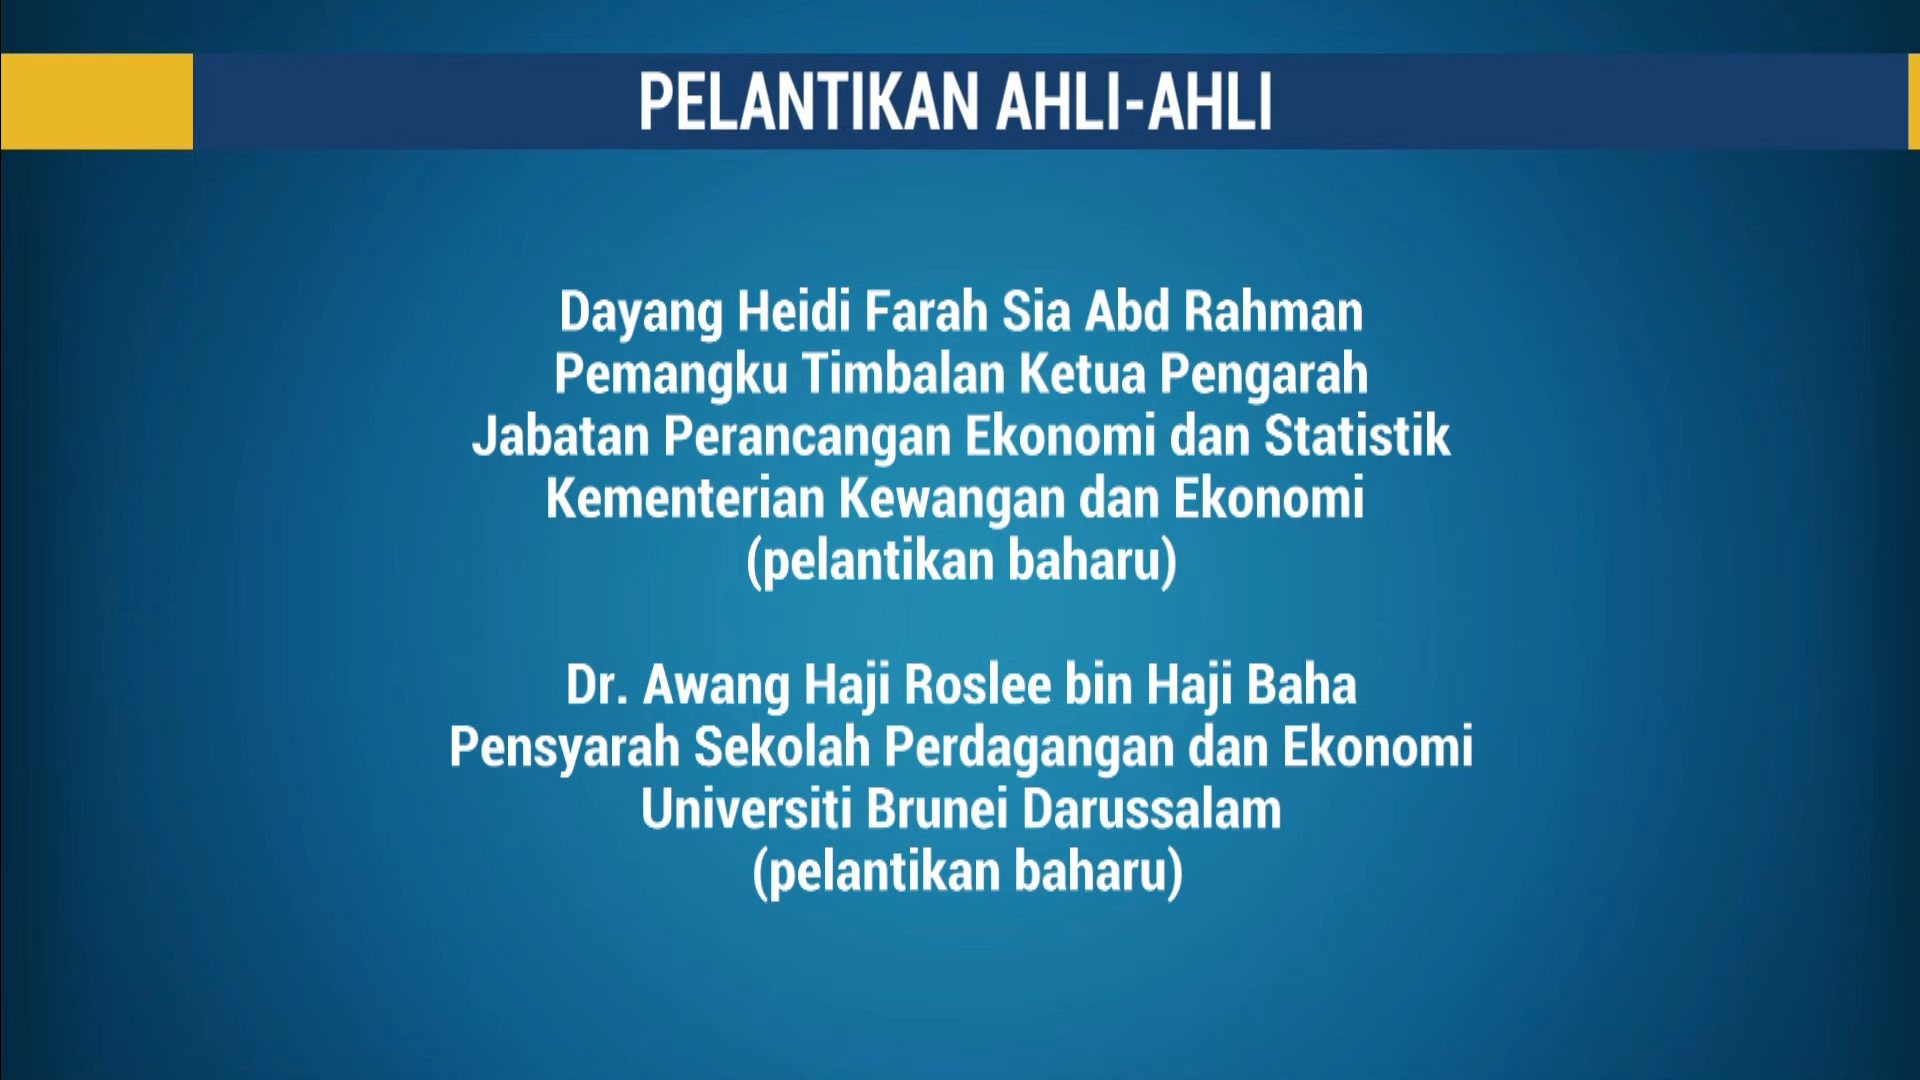 PELANTIKAN AHLI-AHLI
Dayang Heidi Farah Sia Abd Rahman
Pemangku Timbalan Ketua Pengarah
Jabatan Perancangan Ekonomi dan Statistik
Kementerian Kewangan dan Ekonomi
(pelantikan baharu)
Dr. Awang Haji Roslee bin Haji Baha
Pensyarah Sekolah Perdagangan dan Ekonomi
Universiti Brunei Darussalam
(pelantikan baharu)